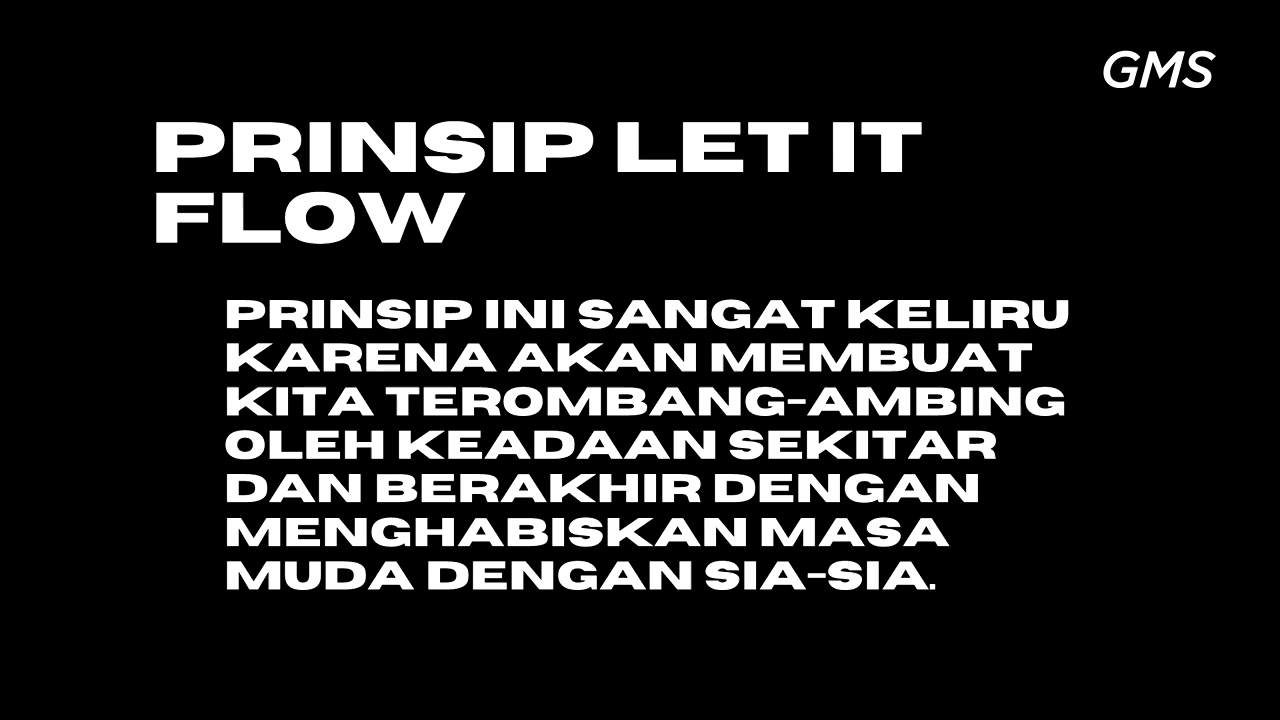 GMS
PRINSIP LET IT
FLOW
PRINSIP INI SANGAT KELIRU
KARENA AKAN MEMBUAT
KITA TEROMBANG-AMBING
OLEH KEADAAN SEKITAR
DAN BERAKHIR DENGAN
MENGHABISKAN MASA
MUDA DENGAN SIA-SIA.